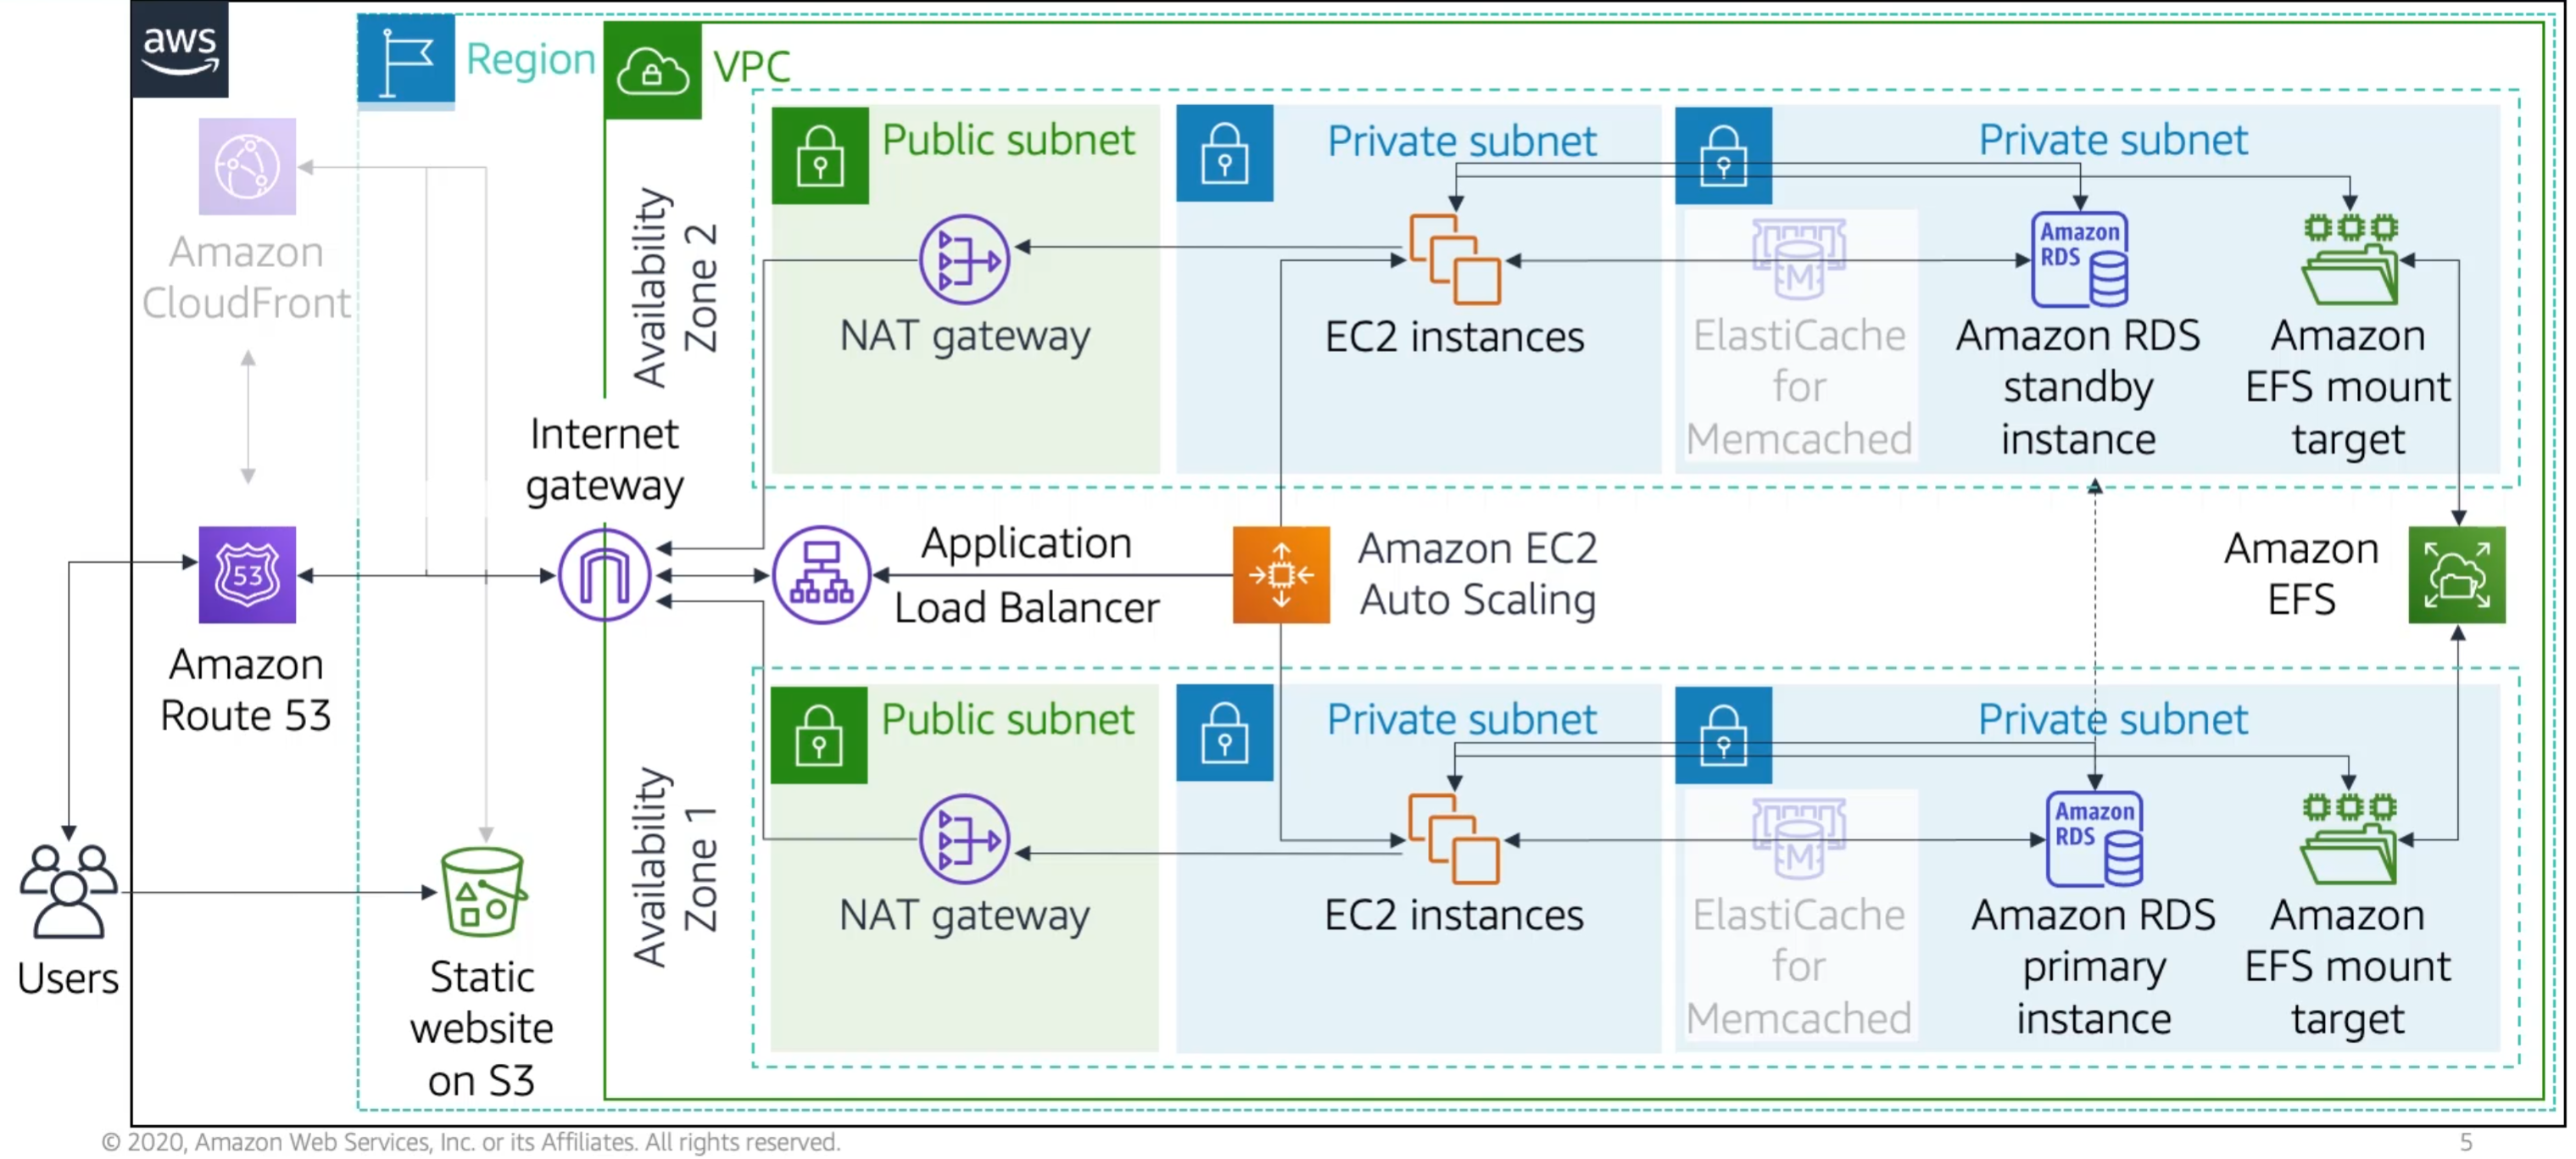 aws
Region
VPC
Amazon
CloudFront
Availability
Zone 2
Public subnet
NAT gateway
Private subnet
EC2 instances
Private subnet
M
ElastiCache
for
Memcached
Amazon
RDS
Amazon RDS
standby
instance
Amazon
EFS mount
target
Internet
gateway
53
Amazon
Route 53
Application
Load Balancer
Amazon EC2
Auto Scaling
Amazon
EFS
Availability
Zone 1
Public subnet
NAT gateway
Private subnet
EC2 instances
Private subnet
M
ElastiCache
for
Memcached
Amazon
RDS
Amazon RDS
primary
instance
Amazon
EFS mount
target
Users
Static
website
on S3
© 2020, Amazon Web Services, Inc. or its Affiliates. All rights reserved.
5